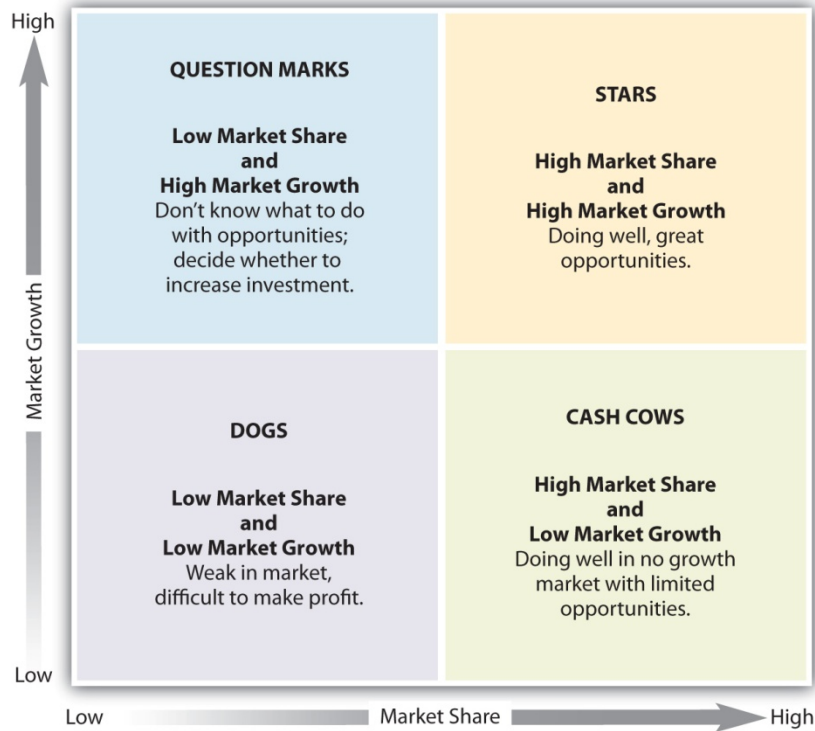 High
QUESTION MARKS
Low Market Share
and
High Market Growth
Don’t know what to do
with opportunities;
decide whether to
increase investment.
STARS
High Market Share
and
High Market Growth
Doing well, great
opportunities.
Market Growth
DOGS
Low Market Share
and
Low Market Growth
Weak in market,
difficult to make profit.
CASH COWS
High Market Share
and
Low Market Growth
Doing well in no growth
market with limited
opportunities.
Low
Low
Market Share
High